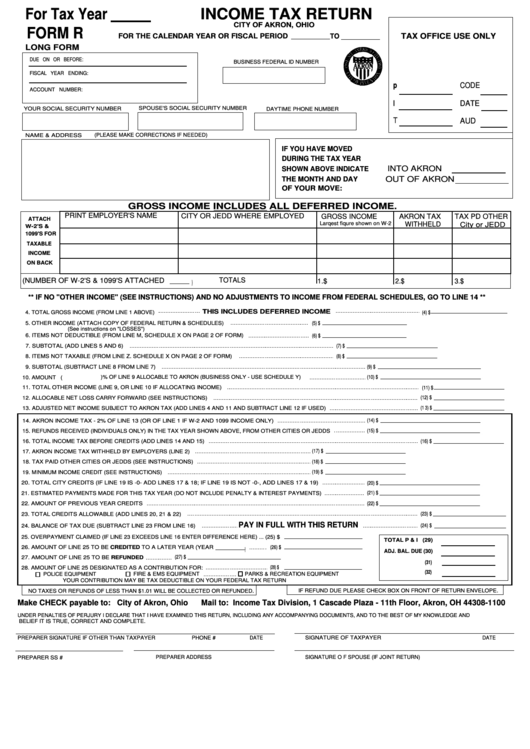 For Tax Year _____
INCOME TAX RETURN
CITY OF AKRON, OHIO
FORM R
FOR THE CALENDAR YEAR OR FISCAL PERIOD __________TO __________
TAX OFFICE USE ONLY
LONG FORM
DUE ON OR BEFORE:
BUSINESS FEDERAL ID NUMBER
AKRON
FISCAL YEAR ENDING:
ACCOUNT NUMBER:
p CODE
I DATE
T AUD
YOUR SOCIAL SECURITY NUMBER SPOUSE'S SOCIAL SECURITY NUMBER DAYTIME PHONE NUMBER
NAME & ADDRESS (PLEASE MAKE CORRECTIONS IF NEEDED)
IF YOU HAVE MOVED
DURING THE TAX YEAR
SHOWN ABOVE INDICATE INTO AKRON
THE MONTH AND DAY OUT OF AKRON
OF YOUR MOVE:
GROSS INCOME INCLUDES ALL DEFERRED INCOME.
ATTACH
W-2'S &
1099'S FOR
TAXABLE
INCOME
ON BACK
PRINT EMPLOYER'S NAME CITY OR JEDD WHERE EMPLOYED GROSS INCOME AKRON TAX TAX PD OTHER
Largest figure shown on W-2 WITHHELD City or JEDD
(NUMBER OF W-2'S & 1099'S ATTACHED _____ ) TOTALS 1.$ 2.$ 3.$
** IF NO "OTHER INCOME" (SEE INSTRUCTIONS) AND NO ADJUSTMENTS TO INCOME FROM FEDERAL SCHEDULES, GO TO LINE 14 **
4. TOTAL GROSS INCOME (FROM LINE 1 ABOVE) THIS INCLUDES DEFERRED INCOME (4) $
5. OTHER INCOME (ATTACH COPY OF FEDERAL RETURN & SCHEDULES) (5) $
(See instructions on "LOSSES")
6. ITEMS NOT DEDUCTIBLE (FROM LINE M, SCHEDULE X ON PAGE 2 OF FORM) (6) $
7. SUBTOTAL (ADD LINES 5 AND 6) (7) $
8. ITEMS NOT TAXABLE (FROM LINE Z. SCHEDULE X ON PAGE 2 OF FORM) (8) $
9. SUBTOTAL (SUBTRACT LINE 8 FROM LINE 7) (9) $
10. AMOUNT ( )% OF LINE 9 ALLOCABLE TO AKRON (BUSINESS ONLY - USE SCHEDULE Y) (10) $
11. TOTAL OTHER INCOME (LINE 9, OR LINE 10 IF ALLOCATING INCOME) (11) $
12. ALLOCABLE NET LOSS CARRY FORWARD (SEE INSTRUCTIONS) (12) $
13. ADJUSTED NET INCOME SUBJECT TO AKRON TAX (ADD LINES 4 AND 11 AND SUBTRACT LINE 12 IF USED) (13) $
14. AKRON INCOME TAX - 2% OF LINE 13 (OR OF LINE 1 IF W-2 AND 1099 INCOME ONLY) (14) $
15. REFUNDS RECEIVED (INDIVIDUALS ONLY) IN THE TAX YEAR SHOWN ABOVE, FROM OTHER CITIES OR JEDDS (15) $
16. TOTAL INCOME TAX BEFORE CREDITS (ADD LINES 14 AND 15) (16) $
17. AKRON INCOME TAX WITHHELD BY EMPLOYERS (LINE 2) (17) $
18. TAX PAID OTHER CITIES OR JEDDS (SEE INSTRUCTIONS) (18) $
19. MINIMUM INCOME CREDIT (SEE INSTRUCTIONS) (19) $
20. TOTAL CITY CREDITS (IF LINE 19 IS -0- ADD LINES 17 & 18; IF LINE 19 IS NOT -0-, ADD LINES 17 & 19) (20) $
21. ESTIMATED PAYMENTS MADE FOR THIS TAX YEAR (DO NOT INCLUDE PENALTY & INTEREST PAYMENTS) (21) $
22. AMOUNT OF PREVIOUS YEAR CREDITS (22) $
23. TOTAL CREDITS ALLOWABLE (ADD LINES 20, 21 & 22) (23) $
24. BALANCE OF TAX DUE (SUBTRACT LINE 23 FROM LINE 16) PAY IN FULL WITH THIS RETURN (24) $
25. OVERPAYMENT CLAIMED (IF LINE 23 EXCEEDS LINE 16 ENTER DIFFERENCE HERE) ... (25) $
26. AMOUNT OF LINE 25 TO BE CREDITED TO A LATER YEAR (YEAR ________) (26) $
27. AMOUNT OF LINE 25 TO BE REFUNDED (27) $
28. AMOUNT OF LINE 25 DESIGNATED AS A CONTRIBUTION FOR: (28) $
POLICE EQUIPMENT FIRE & EMS EQUIPMENT PARKS & RECREATION EQUIPMENT
YOUR CONTRIBUTION MAY BE TAX DEDUCTIBLE ON YOUR FEDERAL TAX RETURN
TOTAL P & I (29)
ADJ. BAL. DUE (30)
(31)
(32)
NO TAXES OR REFUNDS OF LESS THAN $1.01 WILL BE COLLECTED OR REFUNDED. IF REFUND DUE PLEASE CHECK BOX ON FRONT OF RETURN ENVELOPE.
Make CHECK payable to: City of Akron, Ohio Mail to: Income Tax Division, 1 Cascade Plaza - 11th Floor, Akron, OH 44308-1100
UNDER PENALTIES OF PERJURY I DECLARE THAT I HAVE EXAMINED THIS RETURN, INCLUDING ANY ACCOMPANYING DOCUMENTS, AND TO THE BEST OF MY KNOWLEDGE AND
BELIEF IT IS TRUE, CORRECT AND COMPLETE.
PREPARER SIGNATURE IF OTHER THAN TAXPAYER PHONE # DATE SIGNATURE OF TAXPAYER DATE
PREPARER SS # PREPARER ADDRESS SIGNATURE O F SPOUSE (IF JOINT RETURN)